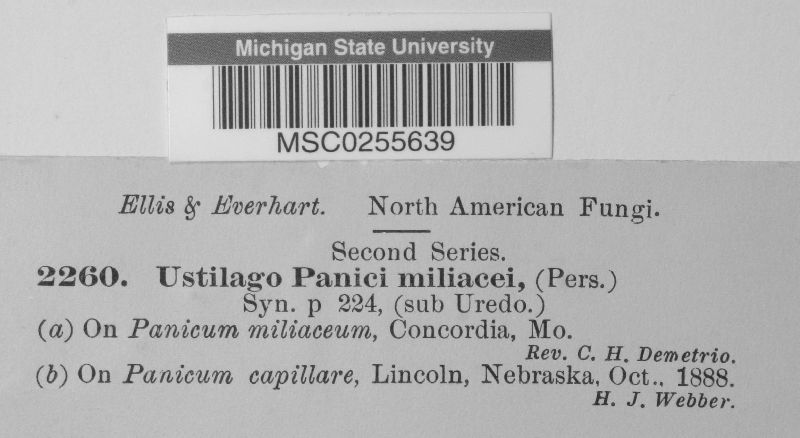 Michigan State University
MSC0255639
Ellis & Everhart. North American Fungi.
Second Series.
2260. Ustilago Panici miliacei, (Pers.)
Syn. p 224, (sub Uredo.)
(a) On Panicum miliaceum, Concordia, Mo.
Rev. C. H. Demetrio.
(b) On Panicum capillare, Lincoln, Nebraska, Oct., 1888.
H. J. Webber.